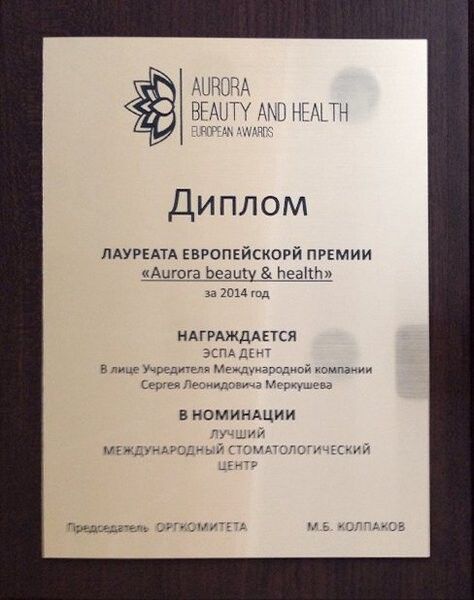 AURORA
BEAUTY AND HEALTH
EUROPEAN AWARDS
Диплом
ЛАУРЕАТА ЕВРОПЕЙСКОРЙ ПРЕМИИ
«Aurora beauty & health»
за 2014 год
НАГРАЖДАЕТСЯ
ЭСПА ДЕНТ
В лице Учредителя Международной компании
Сергея Леонидовича Меркушева
В НОМИНАЦИИ
ЛУЧШИЙ
МЕЖДУНАРОДНЫЙ СТОМАТОЛОГИЧЕСКИЙ
ЦЕНТР
Председатель ОРГКОМИТЕТА М.Б. КОЛПАКОВ